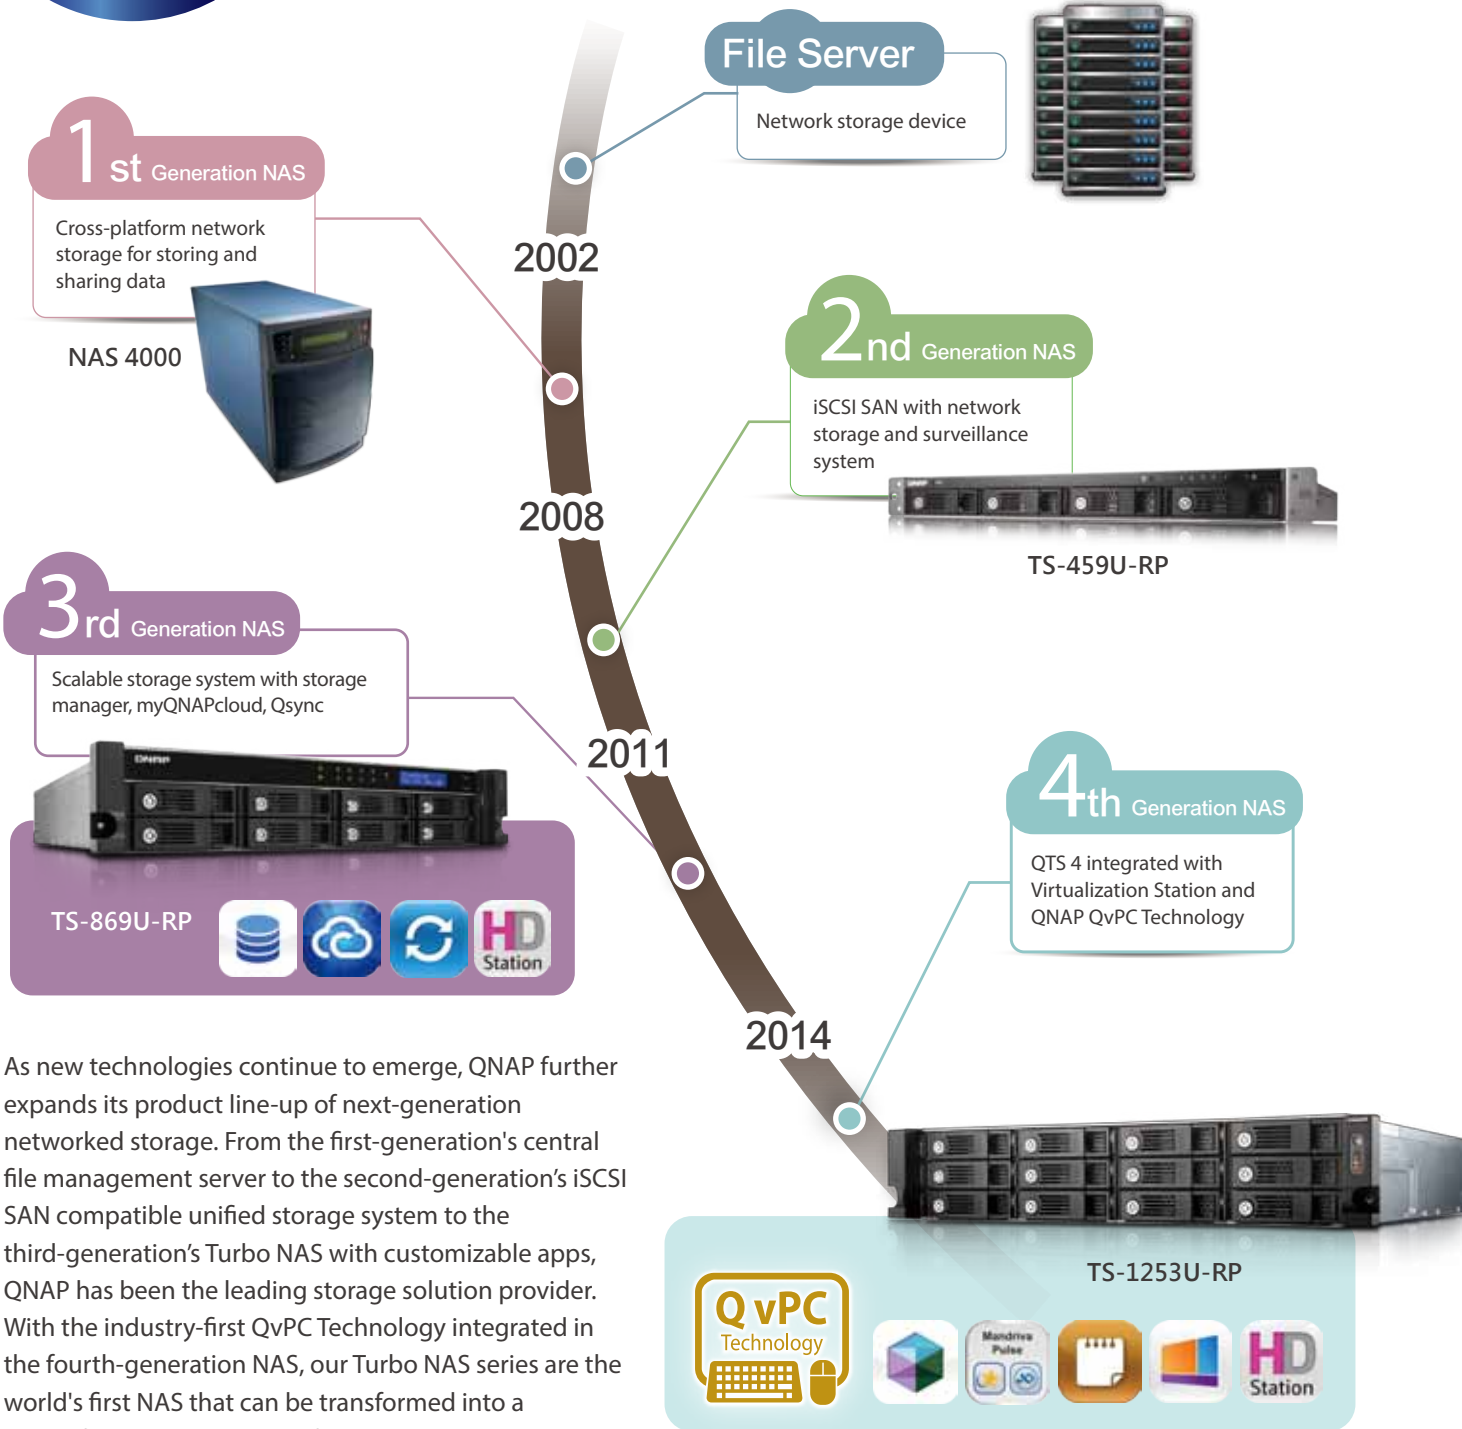 File Server
Network storage device
1st Generation NAS
Cross-platform network
storage for storing and
sharing data
NAS 4000
2002
2nd Generation NAS
iSCSI SAN with network
storage and surveillance
system
QNAP
TS-459U-RP
2008
3rd Generation NAS
Scalable storage system with storage
manager, myQNAPcloud, Qsync
QNAP
TS-869U-RP
HD
Station
2011
4th Generation NAS
QTS 4 integrated with
Virtualization Station and
QNAP QvPC Technology
2014
As new technologies continue to emerge, QNAP further
expands its product line-up of next-generation
networked storage. From the first-generation's central
file management server to the second-generation’s iSCSI
SAN compatible unified storage system to the
third-generation’s Turbo NAS with customizable apps,
QNAP has been the leading storage solution provider.
With the industry-first QvPC Technology integrated in
the fourth-generation NAS, our Turbo NAS series are the
world's first NAS that can be transformed into a
TS-1253U-RP
QvPC
Technology
Mandriva
Pulse
HD
Station